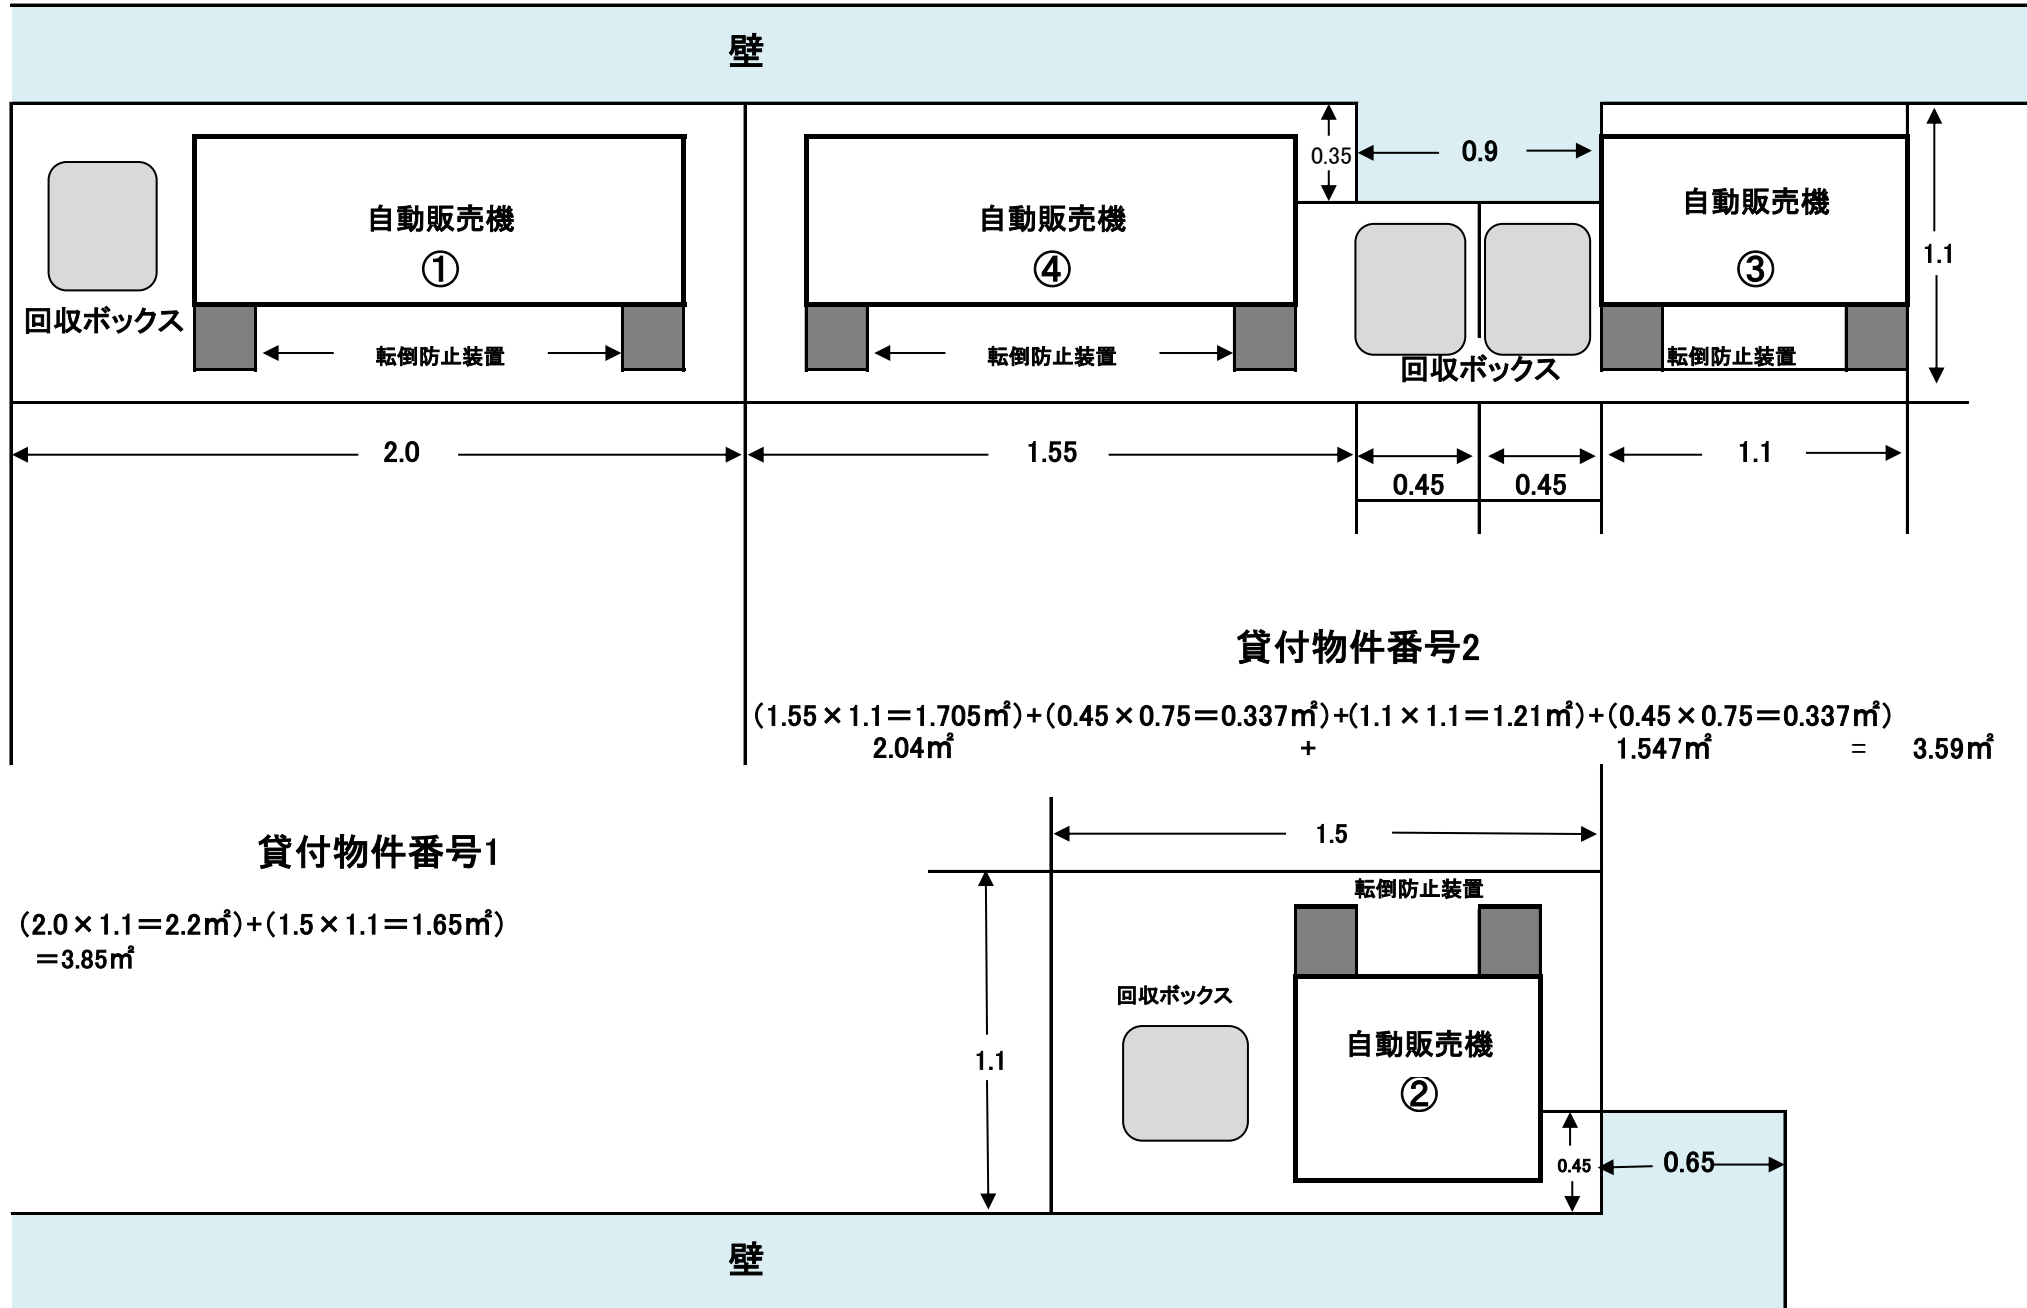 壁
0.35
0.9
自動販売機
①
自動販売機
④
自動販売機
③
1.1
回収ボックス
転倒防止装置
転倒防止装置
回収ボックス
転倒防止装置
2.0
1.55
0.45
0.45
1.1
貸付物件番号2
（1.55×1.1＝1.705㎡）+（0.45×0.75＝0.337㎡）+（1.1×1.1＝1.21㎡）+（0.45×0.75＝0.337㎡）
2.04㎡ + 1.547㎡ = 3.59㎡
貸付物件番号1
（2.0×1.1＝2.2㎡）+（1.5×1.1＝1.65㎡）
＝3.85㎡
1.5
転倒防止装置
回収ボックス
1.1
自動販売機
②
0.45
0.65
壁